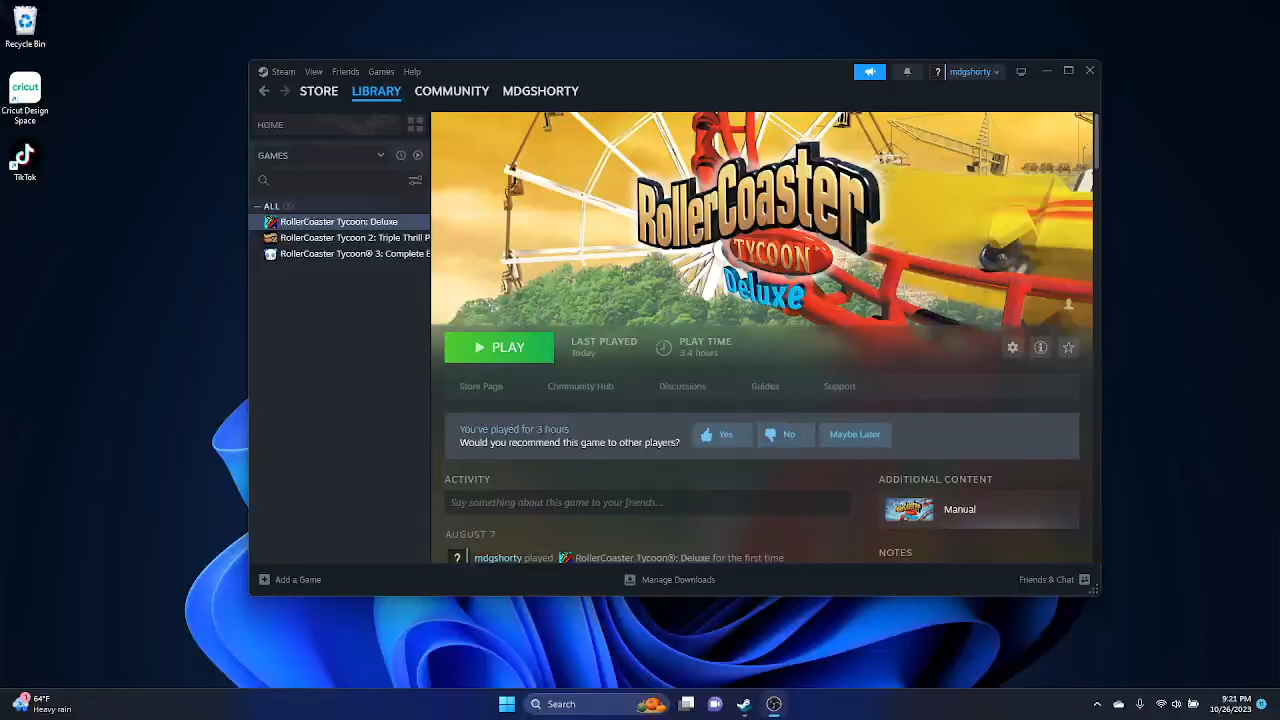 Recycle Bin
cricut
Cricut Design
Space
TikTok
Steam View Friends Games Help
? mdgshorty
STORE LIBRARY COMMUNITY MDGSHORTY
HOME
GAMES
ALL (3)
RollerCoaster Tycoon: Deluxe
RollerCoaster Tycoon 2: Triple Thrill P
RollerCoaster Tycoon® 3: Complete E
RollerCoaster
TYCOON
Deluxe
PLAY
LAST PLAYED
Today
PLAY TIME
3.4 hours
Store Page Community Hub Discussions Guides Support
You've played for 3 hours
Would you recommend this game to other players?
Yes No Maybe Later
ACTIVITY
Say something about this game to your friends...
AUGUST 7
? mdgshorty played RollerCoaster Tycoon®: Deluxe for the first time
ADDITIONAL CONTENT
Manual
NOTES
Add a Game Manage Downloads Friends & Chat
64°F
Heavy rain
Search
9:21 PM
10/26/2023